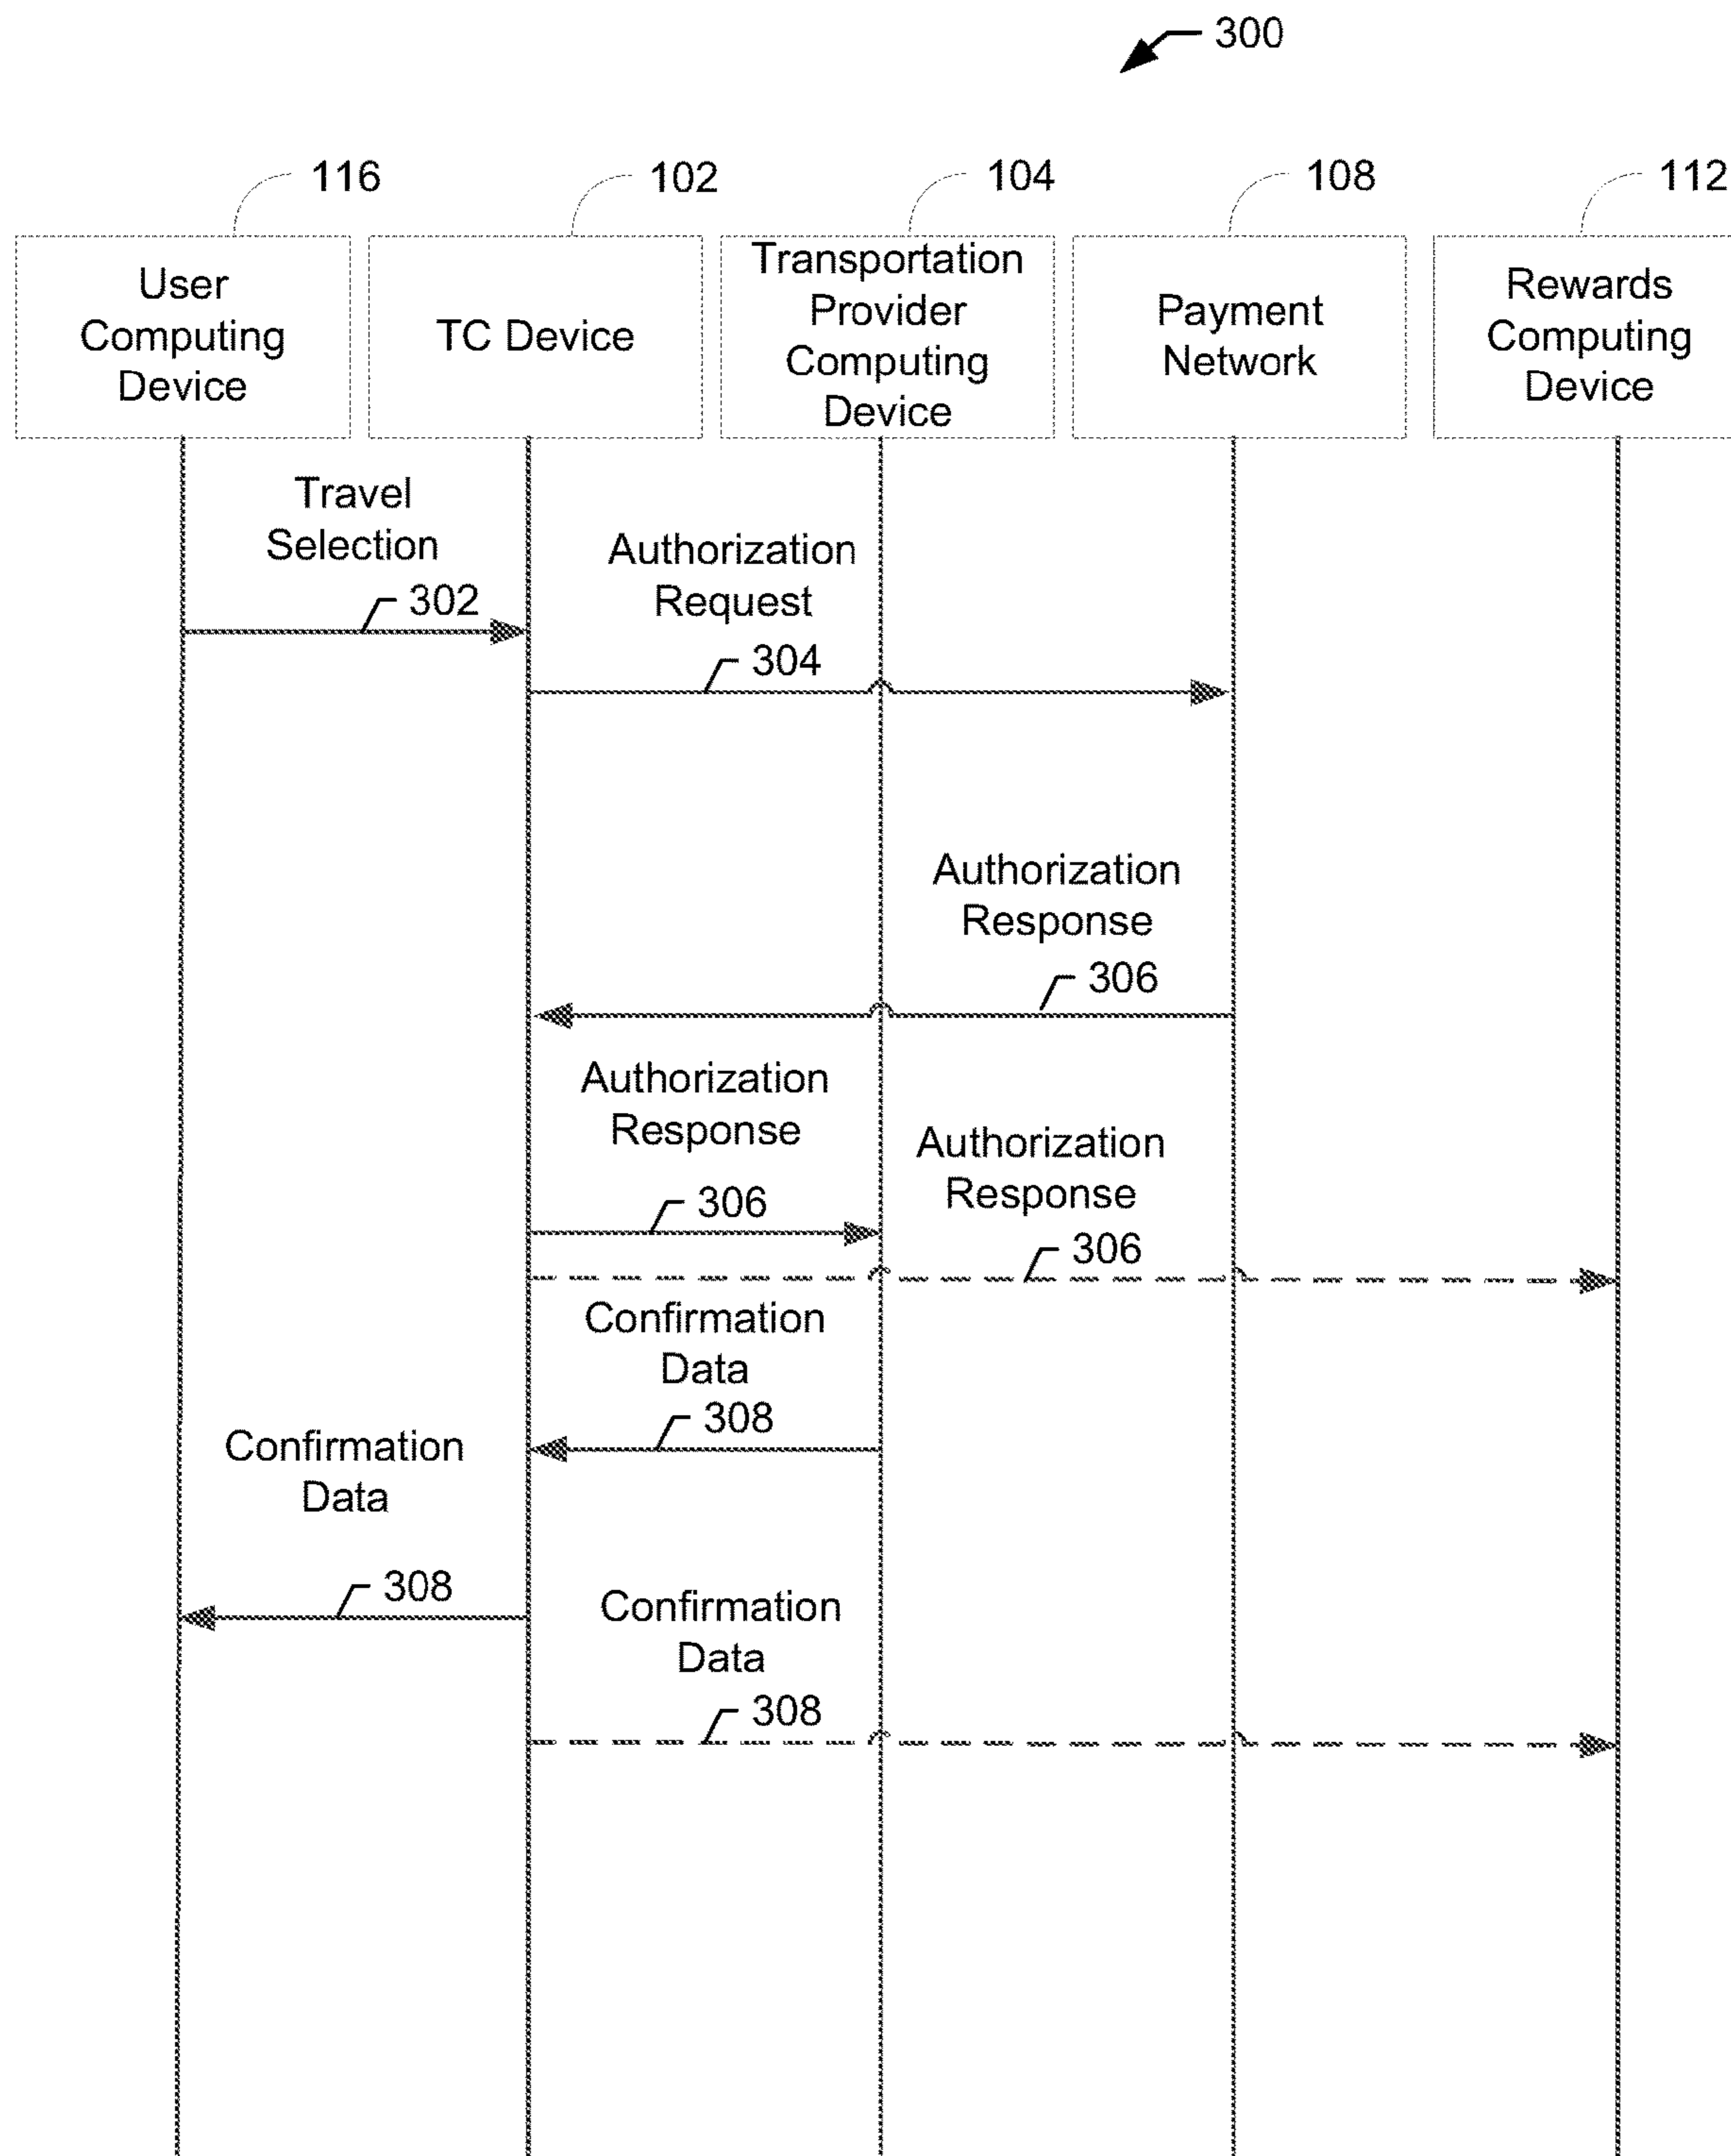 300
116
102
104
108
112
User
Computing
Device
TC Device
Transportation
Provider
Computing
Device
Payment
Network
Rewards
Computing
Device
Travel
Selection
302
Authorization
Request
304
Authorization
Response
306
Authorization
Response
306
Authorization
Response
306
Confirmation
Data
308
Confirmation
Data
308
Confirmation
Data
308